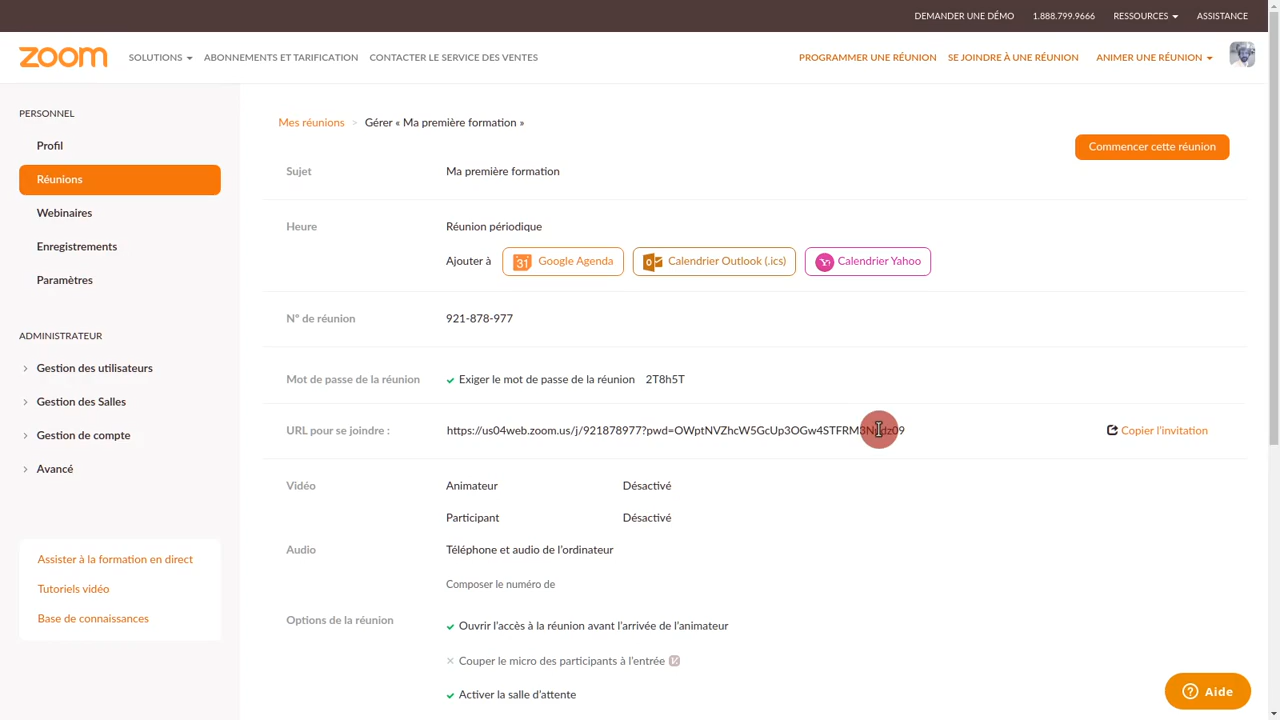 DEMANDER UNE DÉMO 1.888.799.9666 RESSOURCES ASSISTANCE
zoom SOLUTIONS ABONNEMENTS ET TARIFICATION CONTACTER LE SERVICE DES VENTES PROGRAMMER UNE RÉUNION SE JOINDRE À UNE RÉUNION ANIMER UNE RÉUNION
PERSONNEL
Profil
Réunions
Webinaires
Enregistrements
Paramètres
ADMINISTRATEUR
Gestion des utilisateurs
Gestion des Salles
Gestion de compte
Avancé
Assister à la formation en direct
Tutoriels vidéo
Base de connaissances
Mes réunions > Gérer « Ma première formation »
Commencer cette réunion
Sujet Ma première formation
Heure Réunion périodique
Ajouter à 31 Google Agenda Calendrier Outlook (.ics) Calendrier Yahoo
N° de réunion 921-878-977
Mot de passe de la réunion Exiger le mot de passe de la réunion 2T8h5T
URL pour se joindre : Copier l'invitation
Vidéo Animateur Désactivé
Participant Désactivé
Audio Téléphone et audio de l'ordinateur
Composer le numéro de
Options de la réunion Ouvrir l'accès à la réunion avant l'arrivée de l'animateur
Couper le micro des participants à l'entrée
Activer la salle d'attente
Aide